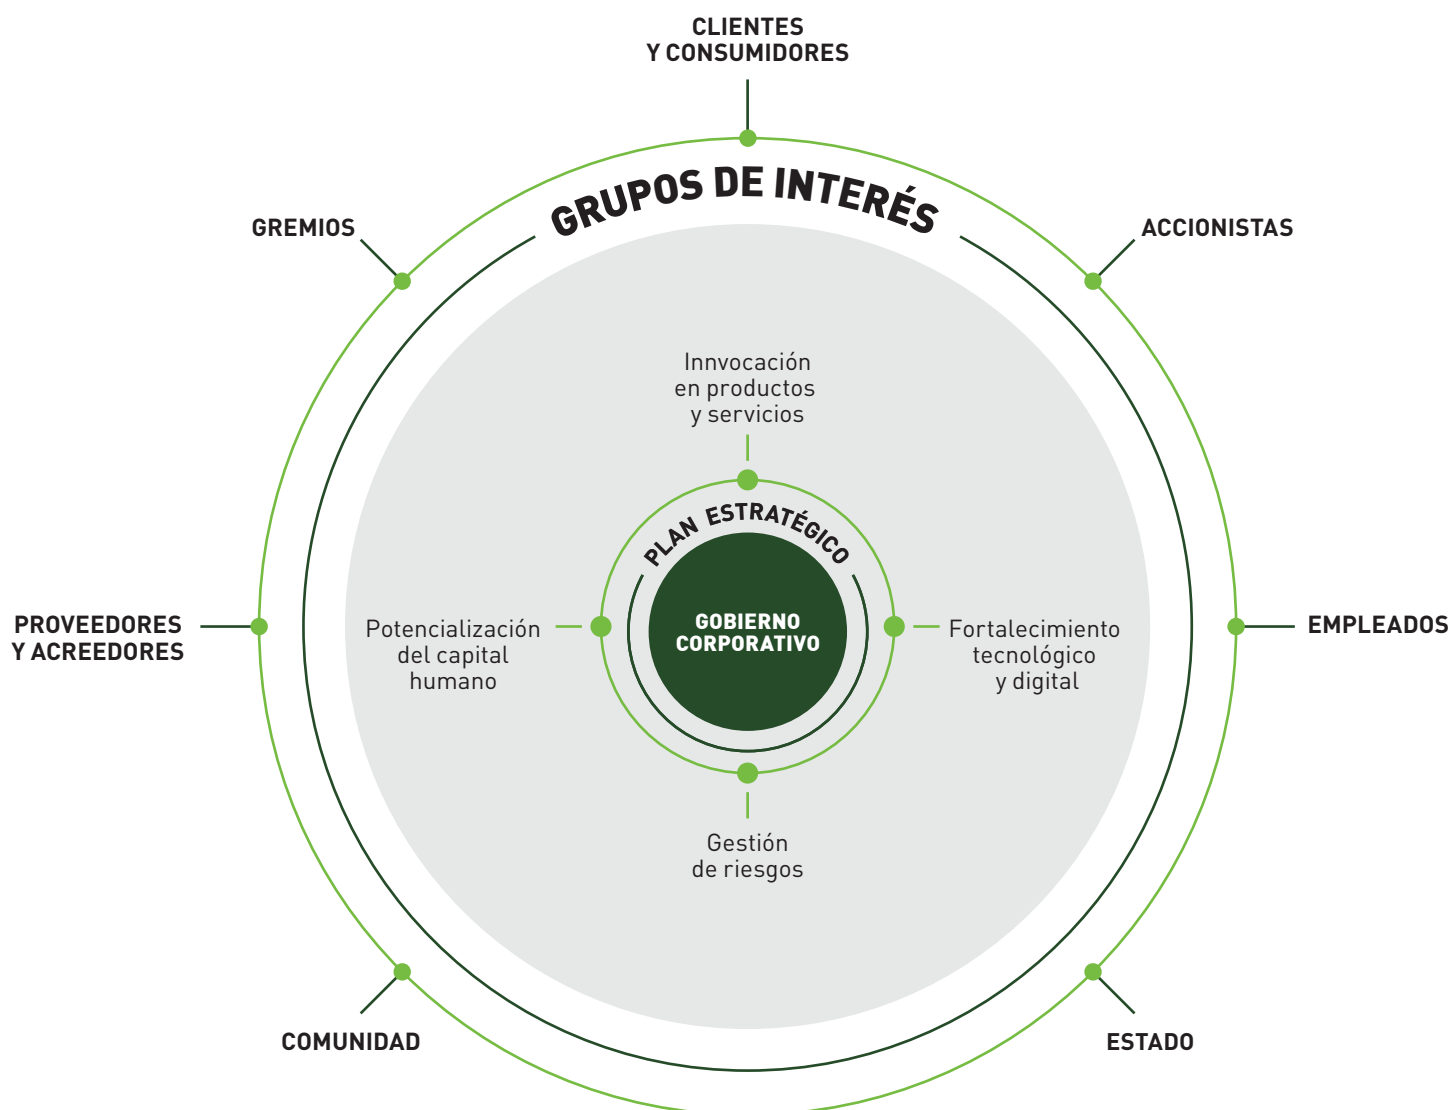 CLIENTES
Y CONSUMIDORES
GRUPOS DE INTERÉS
GREMIOS
ACCIONISTAS
Innvocación
en productos
y servicios
PLAN ESTRATÉGICO
GOBIERNO
CORPORATIVO
PROVEEDORES
Y ACREEDORES
Potencialización
del capital
humano
Fortalecimiento
tecnológico
y digital
EMPLEADOS
Gestión
de riesgos
COMUNIDAD
ESTADO